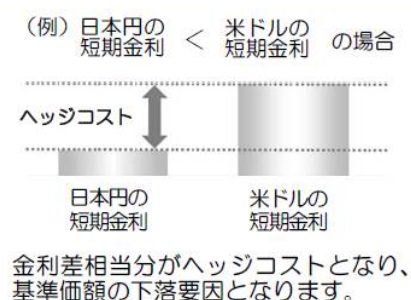 （例）日本円の短期金利 ＜ 米ドルの短期金利 の場合
ヘッジコスト
日本円の
短期金利
米ドルの
短期金利
金利差相当分がヘッジコストとなり、
基準価額の下落要因となります。